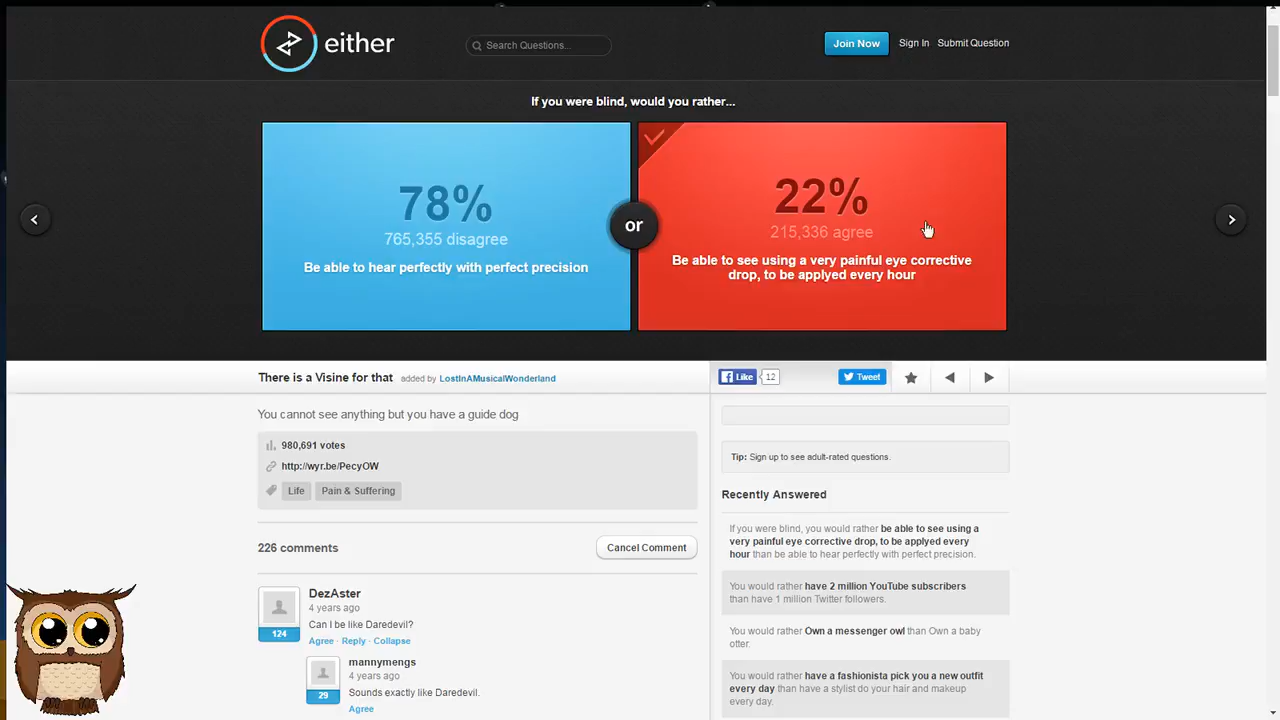 either
Search Questions...
Join Now
Sign In
Submit Question
If you were blind, would you rather...
78%
765,355 disagree
Be able to hear perfectly with perfect precision
or
22%
215,336 agree
Be able to see using a very painful eye corrective
drop, to be applyed every hour
There is a Visine for that
added by LostInAMusicalWonderland
Like
12
Tweet
You cannot see anything but you have a guide dog
980,691 votes
http://wyr.be/PecyOW
Life
Pain & Suffering
226 comments
Cancel Comment
DezAster
4 years ago
Can I be like Daredevil?
124
Agree · Reply · Collapse
mannymengs
4 years ago
Sounds exactly like Daredevil.
29
Agree
Tip: Sign up to see adult-rated questions.
Recently Answered
If you were blind, you would rather be able to see using a
very painful eye corrective drop, to be applyed every
hour than be able to hear perfectly with perfect precision.
You would rather have 2 million YouTube subscribers
than have 1 million Twitter followers.
You would rather Own a messenger owl than Own a baby
otter.
You would rather have a fashionista pick you a new outfit
every day than have a stylist do your hair and makeup
every day.